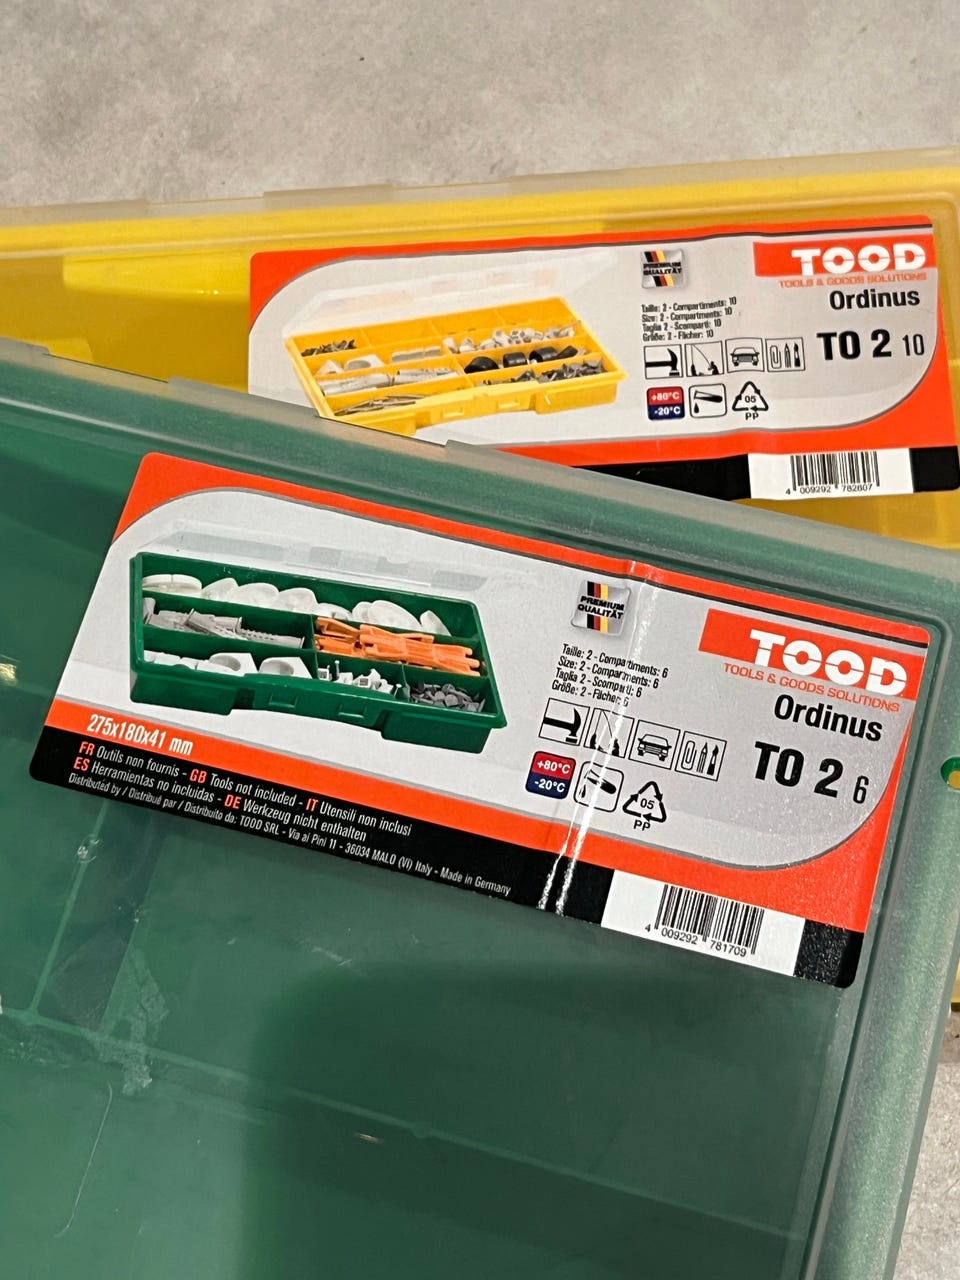 PREMIUM
QUALITÄT
TOOD
TOOLS & GOODS SOLUTIONS
Ordinus
TO 2 10
Taille: 2 - Compartiments: 10
Size: 2 - Compartments: 10
Taglia 2 - Scomparti: 10
Größe: 2 - Fächer: 10
+80°C
-20°C
05
PP
4 009292 782607
PREMIUM
QUALITÄT
TOOD
TOOLS & GOODS SOLUTIONS
Ordinus
TO 2 6
Taille: 2 - Compartiments: 6
Size: 2 - Compartments: 6
Taglia 2 - Scomparti: 6
Größe: 2 - Fächer: 6
+80°C
-20°C
05
PP
275x180x41 mm
FR Outils non fournis - GB Tools not included - IT Utensili non inclusi
ES Herramientas no incluidas - DE Werkzeug nicht enthalten
Distributed by / Distribué par / Distribuito da: TOOD SRL - Via ai Pini 11 - 36034 MALO (VI) Italy - Made in Germany
4 009292 781709